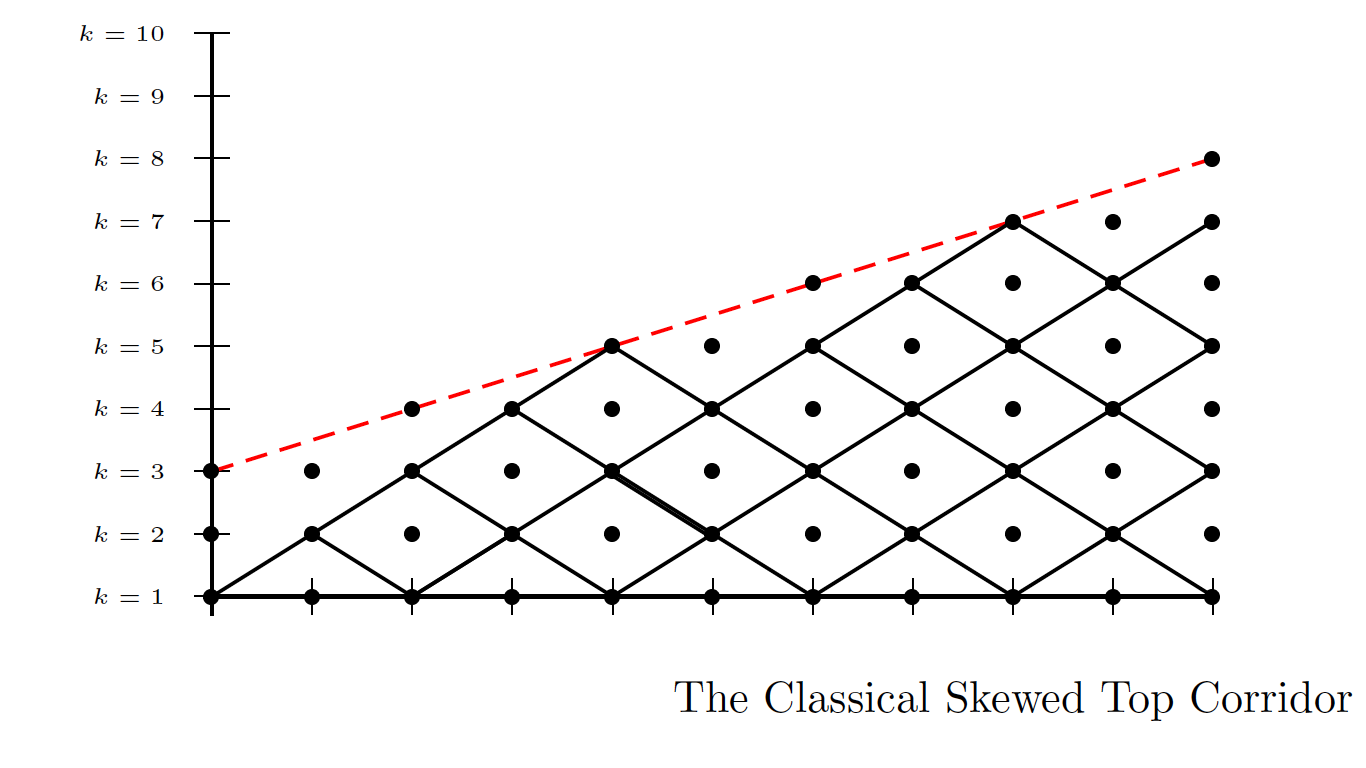 k = 10
k = 9
k = 8
k = 7
k = 6
k = 5
k = 4
k = 3
k = 2
k = 1
The Classical Skewed Top Corridor